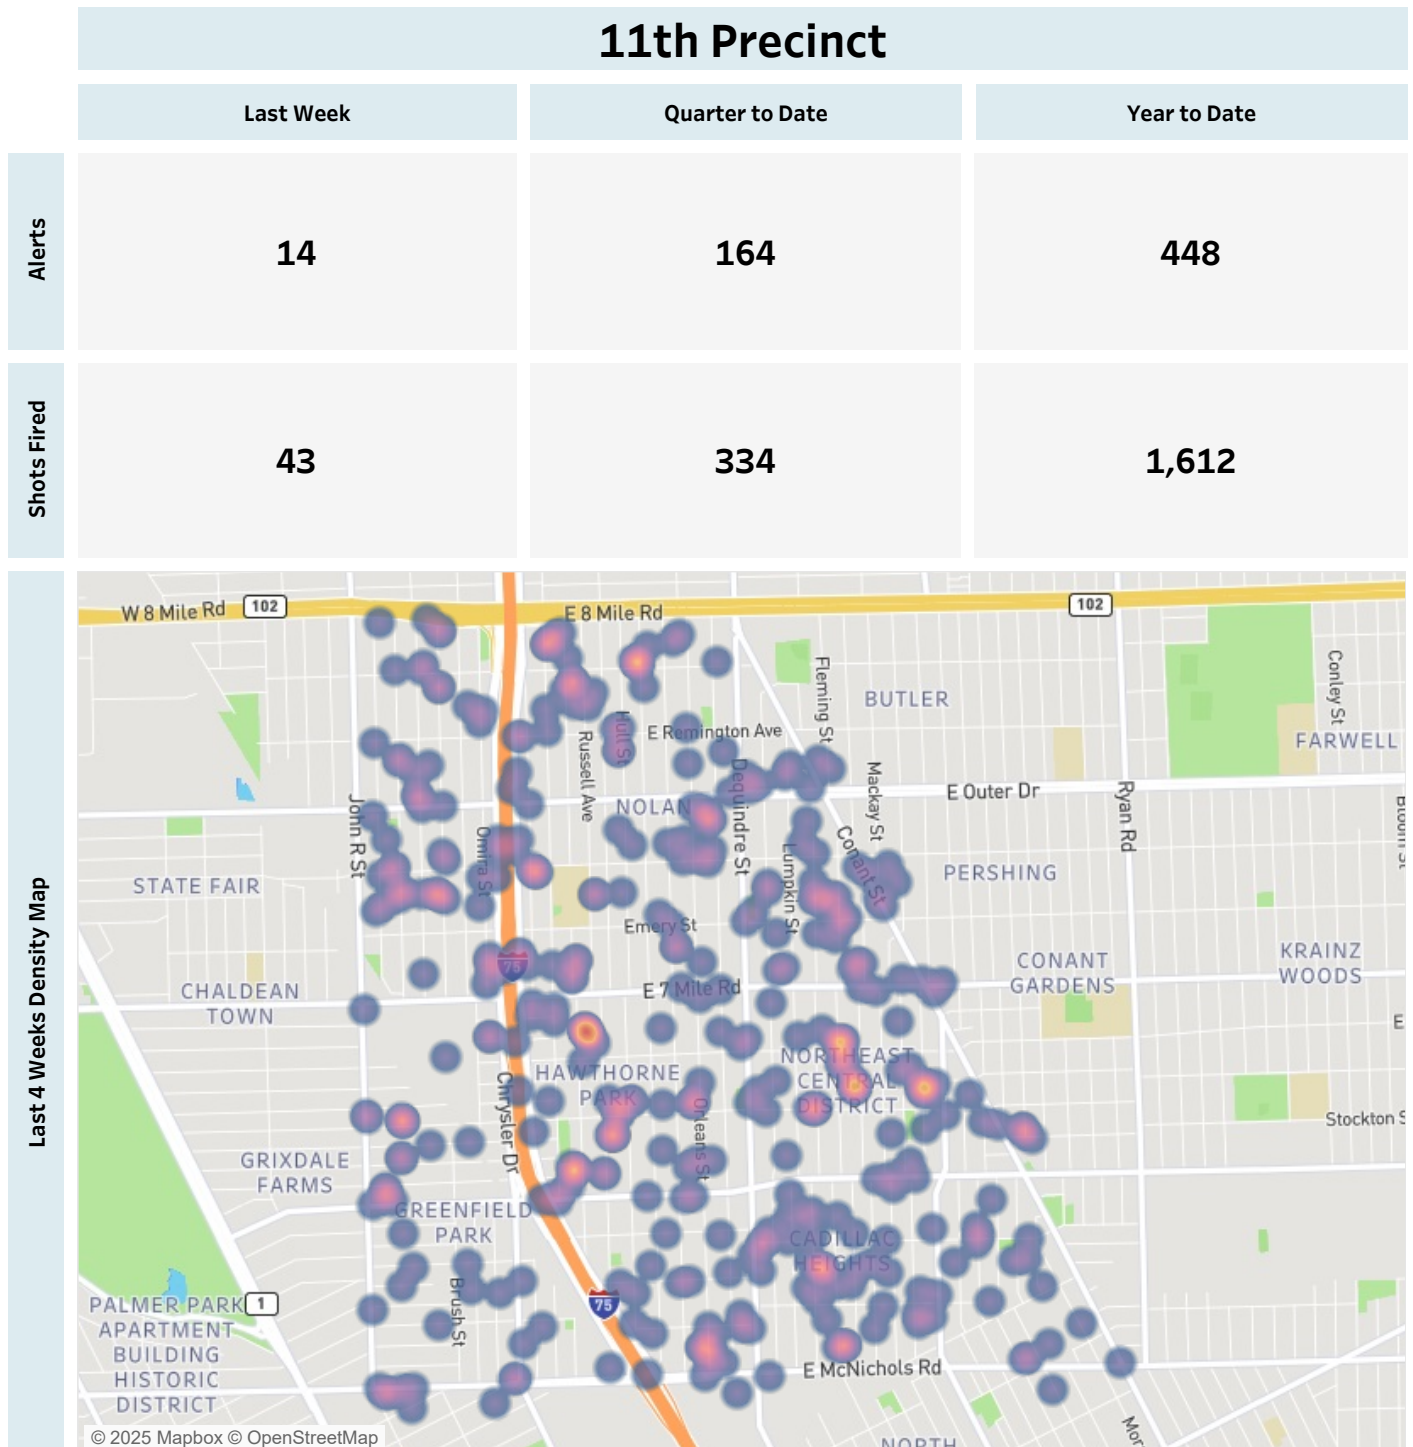 11th Precinct
Last Week
Quarter to Date
Year to Date
Alerts
14
164
448
Shots Fired
43
334
1,612
Last 4 Weeks Density Map
W 8 Mile Rd
102
E 8 Mile Rd
102
Fleming St
Conley St
BUTLER
Hull St
E Remington Ave
FARWELL
Russell Ave
Dequindre St
Mackay St
E Outer Dr
Ryan Rd
John R St
NOLAN
Omira St
Lumpkin St
Conant St
STATE FAIR
PERSHING
Emery St
75
CONANT
GARDENS
KRAINZ
WOODS
CHALDEAN
TOWN
E 7 Mile Rd
E
HAWTHORNE
PARK
NORTHEAST
CENTRAL
DISTRICT
Chrysler Dr
Orleans St
Stockton S
GRIXDALE
FARMS
GREENFIELD
PARK
CADILLAC
HEIGHTS
Brush St
75
PALMER PARK
APARTMENT
BUILDING
HISTORIC
DISTRICT
1
E McNichols Rd
Mor
NORTH
© 2025 Mapbox © OpenStreetMap